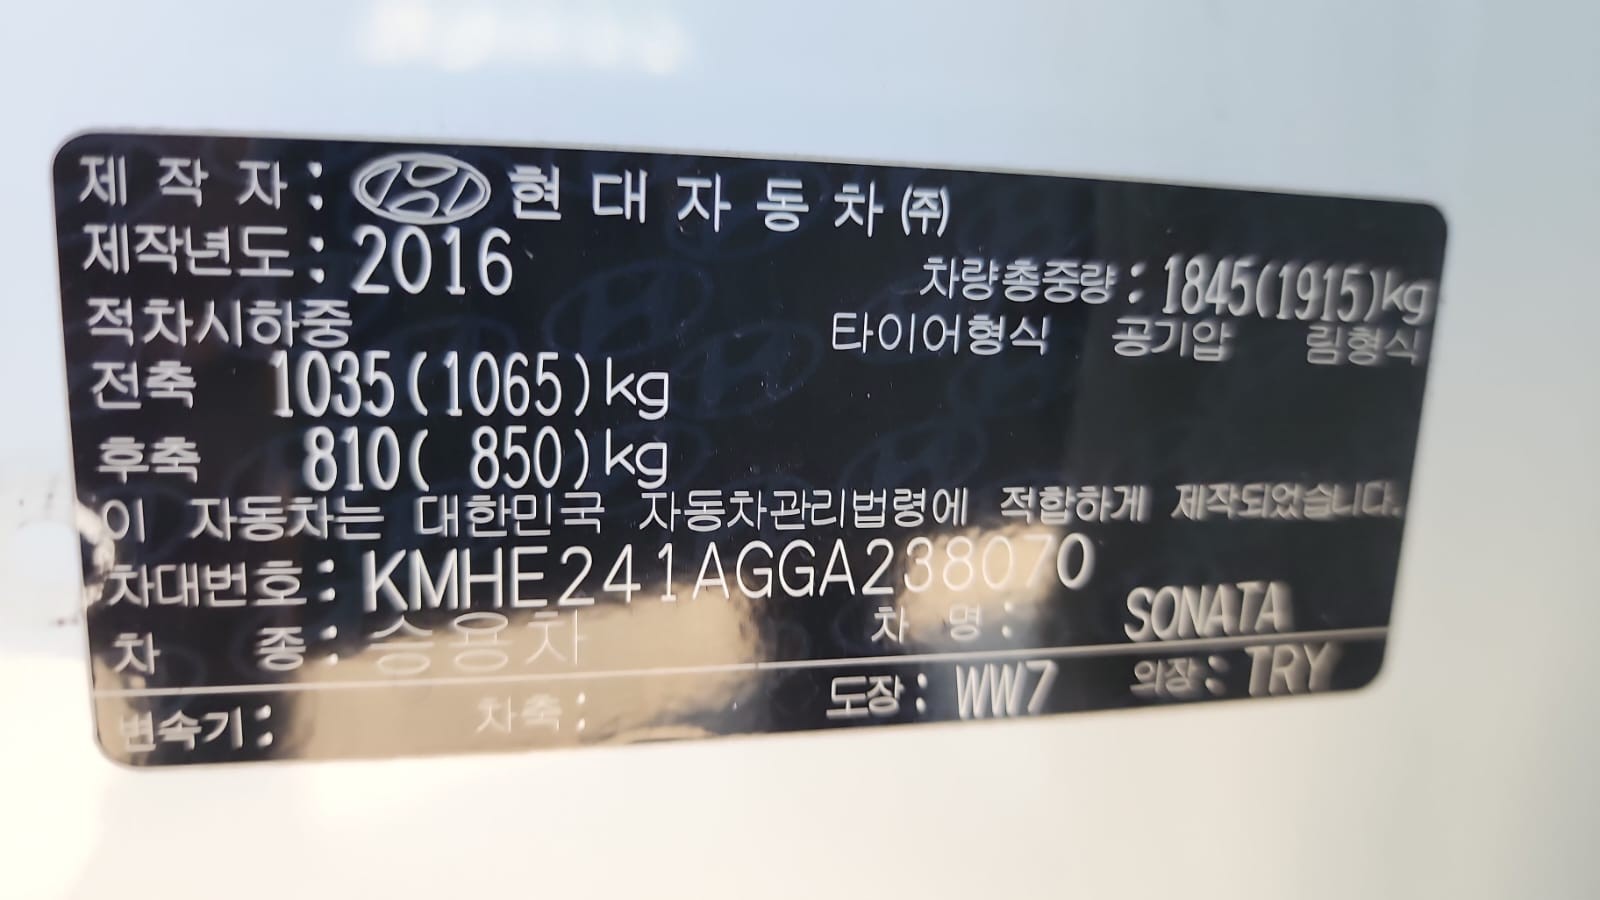 제 작 자 : 현 대 자 동 차 ㈜
제작년도 : 2016
차량총중량 : 1845(1915)kg
적차시하중
타이어형식 공기압 림형식
전축 1035(1065)kg
후축 810( 850)kg
이 자동차는 대한민국 자동차관리법령에 적합하게 제작되었습니다.
차대번호 : KMHE241AGGA238070
차 종 : 승용차 차 명 : SONATA
변속기 : 차축 : 도장 : WW7 의장 : TRY